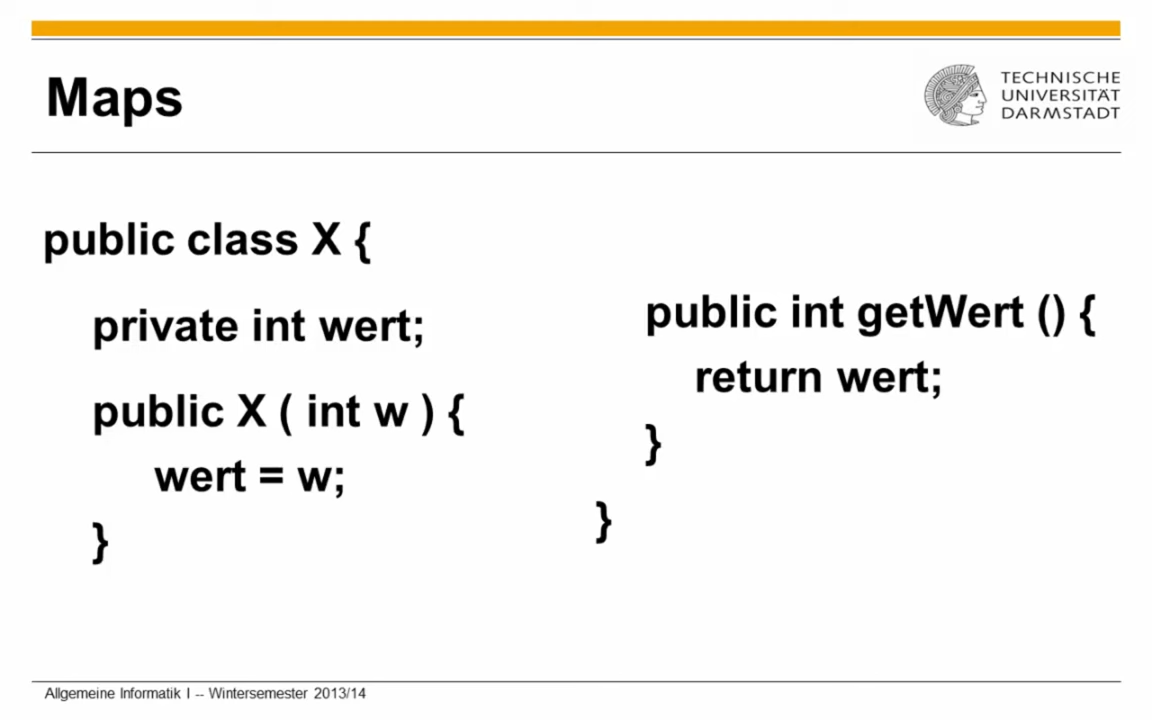 Maps
TECHNISCHE
UNIVERSITÄT
DARMSTADT
public class X {
private int wert;
public X ( int w ) {
wert = w;
}
public int getWert () {
return wert;
}
}
Allgemeine Informatik I -- Wintersemester 2013/14